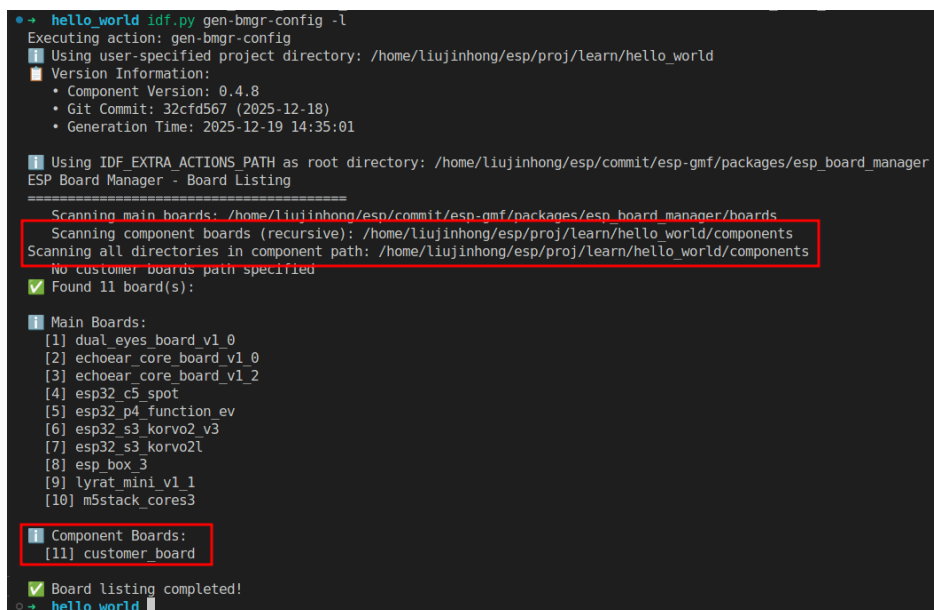 hello_world idf.py gen-bmgr-config -l
Executing action: gen-bmgr-config
ℹ️ Using user-specified project directory: /home/liujinhong/esp/proj/learn/hello_world
📋 Version Information:
• Component Version: 0.4.8
• Git Commit: 32cfd567 (2025-12-18)
• Generation Time: 2025-12-19 14:35:01
ℹ️ Using IDF_EXTRA_ACTIONS_PATH as root directory: /home/liujinhong/esp/commit/esp-gmf/packages/esp_board_manager
ESP Board Manager - Board Listing
========================================
Scanning main boards: /home/liujinhong/esp/commit/esp-gmf/packages/esp_board_manager/boards
Scanning component boards (recursive): /home/liujinhong/esp/proj/learn/hello_world/components
Scanning all directories in component path: /home/liujinhong/esp/proj/learn/hello_world/components
No customer boards path specified
✅ Found 11 board(s):
ℹ️ Main Boards:
[1] dual_eyes_board_v1_0
[2] echoear_core_board_v1_0
[3] echoear_core_board_v1_2
[4] esp32_c5_spot
[5] esp32_p4_function_ev
[6] esp32_s3_korvo2_v3
[7] esp32_s3_korvo2l
[8] esp_box_3
[9] lyrat_mini_v1_1
[10] m5stack_cores3
ℹ️ Component Boards:
[11] customer_board
✅ Board listing completed!
hello_world